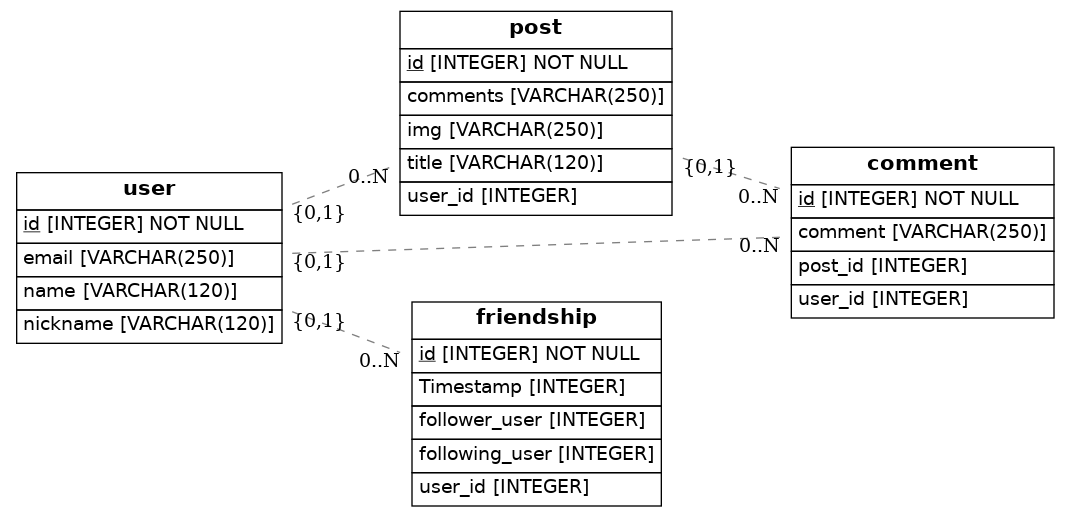 post
id [INTEGER] NOT NULL
comments [VARCHAR(250)]
img [VARCHAR(250)]
title [VARCHAR(120)]
user_id [INTEGER]
user
id [INTEGER] NOT NULL
email [VARCHAR(250)]
name [VARCHAR(120)]
nickname [VARCHAR(120)]
comment
id [INTEGER] NOT NULL
comment [VARCHAR(250)]
post_id [INTEGER]
user_id [INTEGER]
friendship
id [INTEGER] NOT NULL
Timestamp [INTEGER]
follower_user [INTEGER]
following_user [INTEGER]
user_id [INTEGER]
0..N
{0,1}
{0,1}
0..N
{0,1}
0..N
{0,1}
0..N